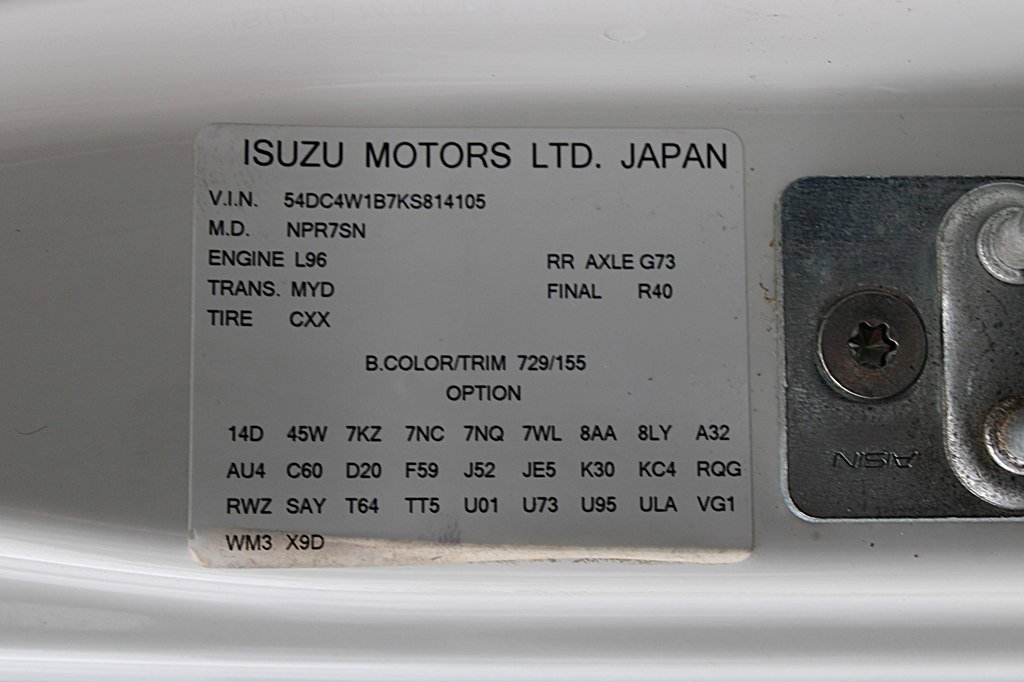 ISUZU MOTORS LTD. JAPAN
V.I.N. 54DC4W1B7KS814105
M.D. NPR7SN
ENGINE L96 RR AXLE G73
TRANS. MYD FINAL R40
TIRE CXX
B.COLOR/TRIM 729/155
OPTION
14D 45W 7KZ 7NC 7NQ 7WL 8AA 8LY A32
AU4 C60 D20 F59 J52 JE5 K30 KC4 RQG
RWZ SAY T64 TT5 U01 U73 U95 ULA VG1
WM3 X9D
AISIN